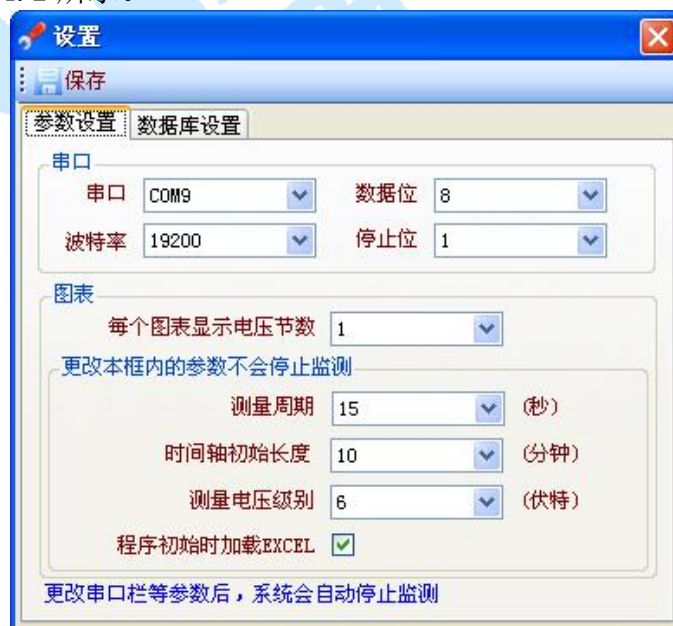 设置
保存
参数设置 数据库设置
串口
串口 COM9 数据位 8
波特率 19200 停止位 1
图表
每个图表显示电压节数 1
更改本框内的参数不会停止监测
测量周期 15 (秒)
时间轴初始长度 10 (分钟)
测量电压级别 6 (伏特)
程序初始时加载EXCEL
更改串口栏等参数后，系统会自动停止监测